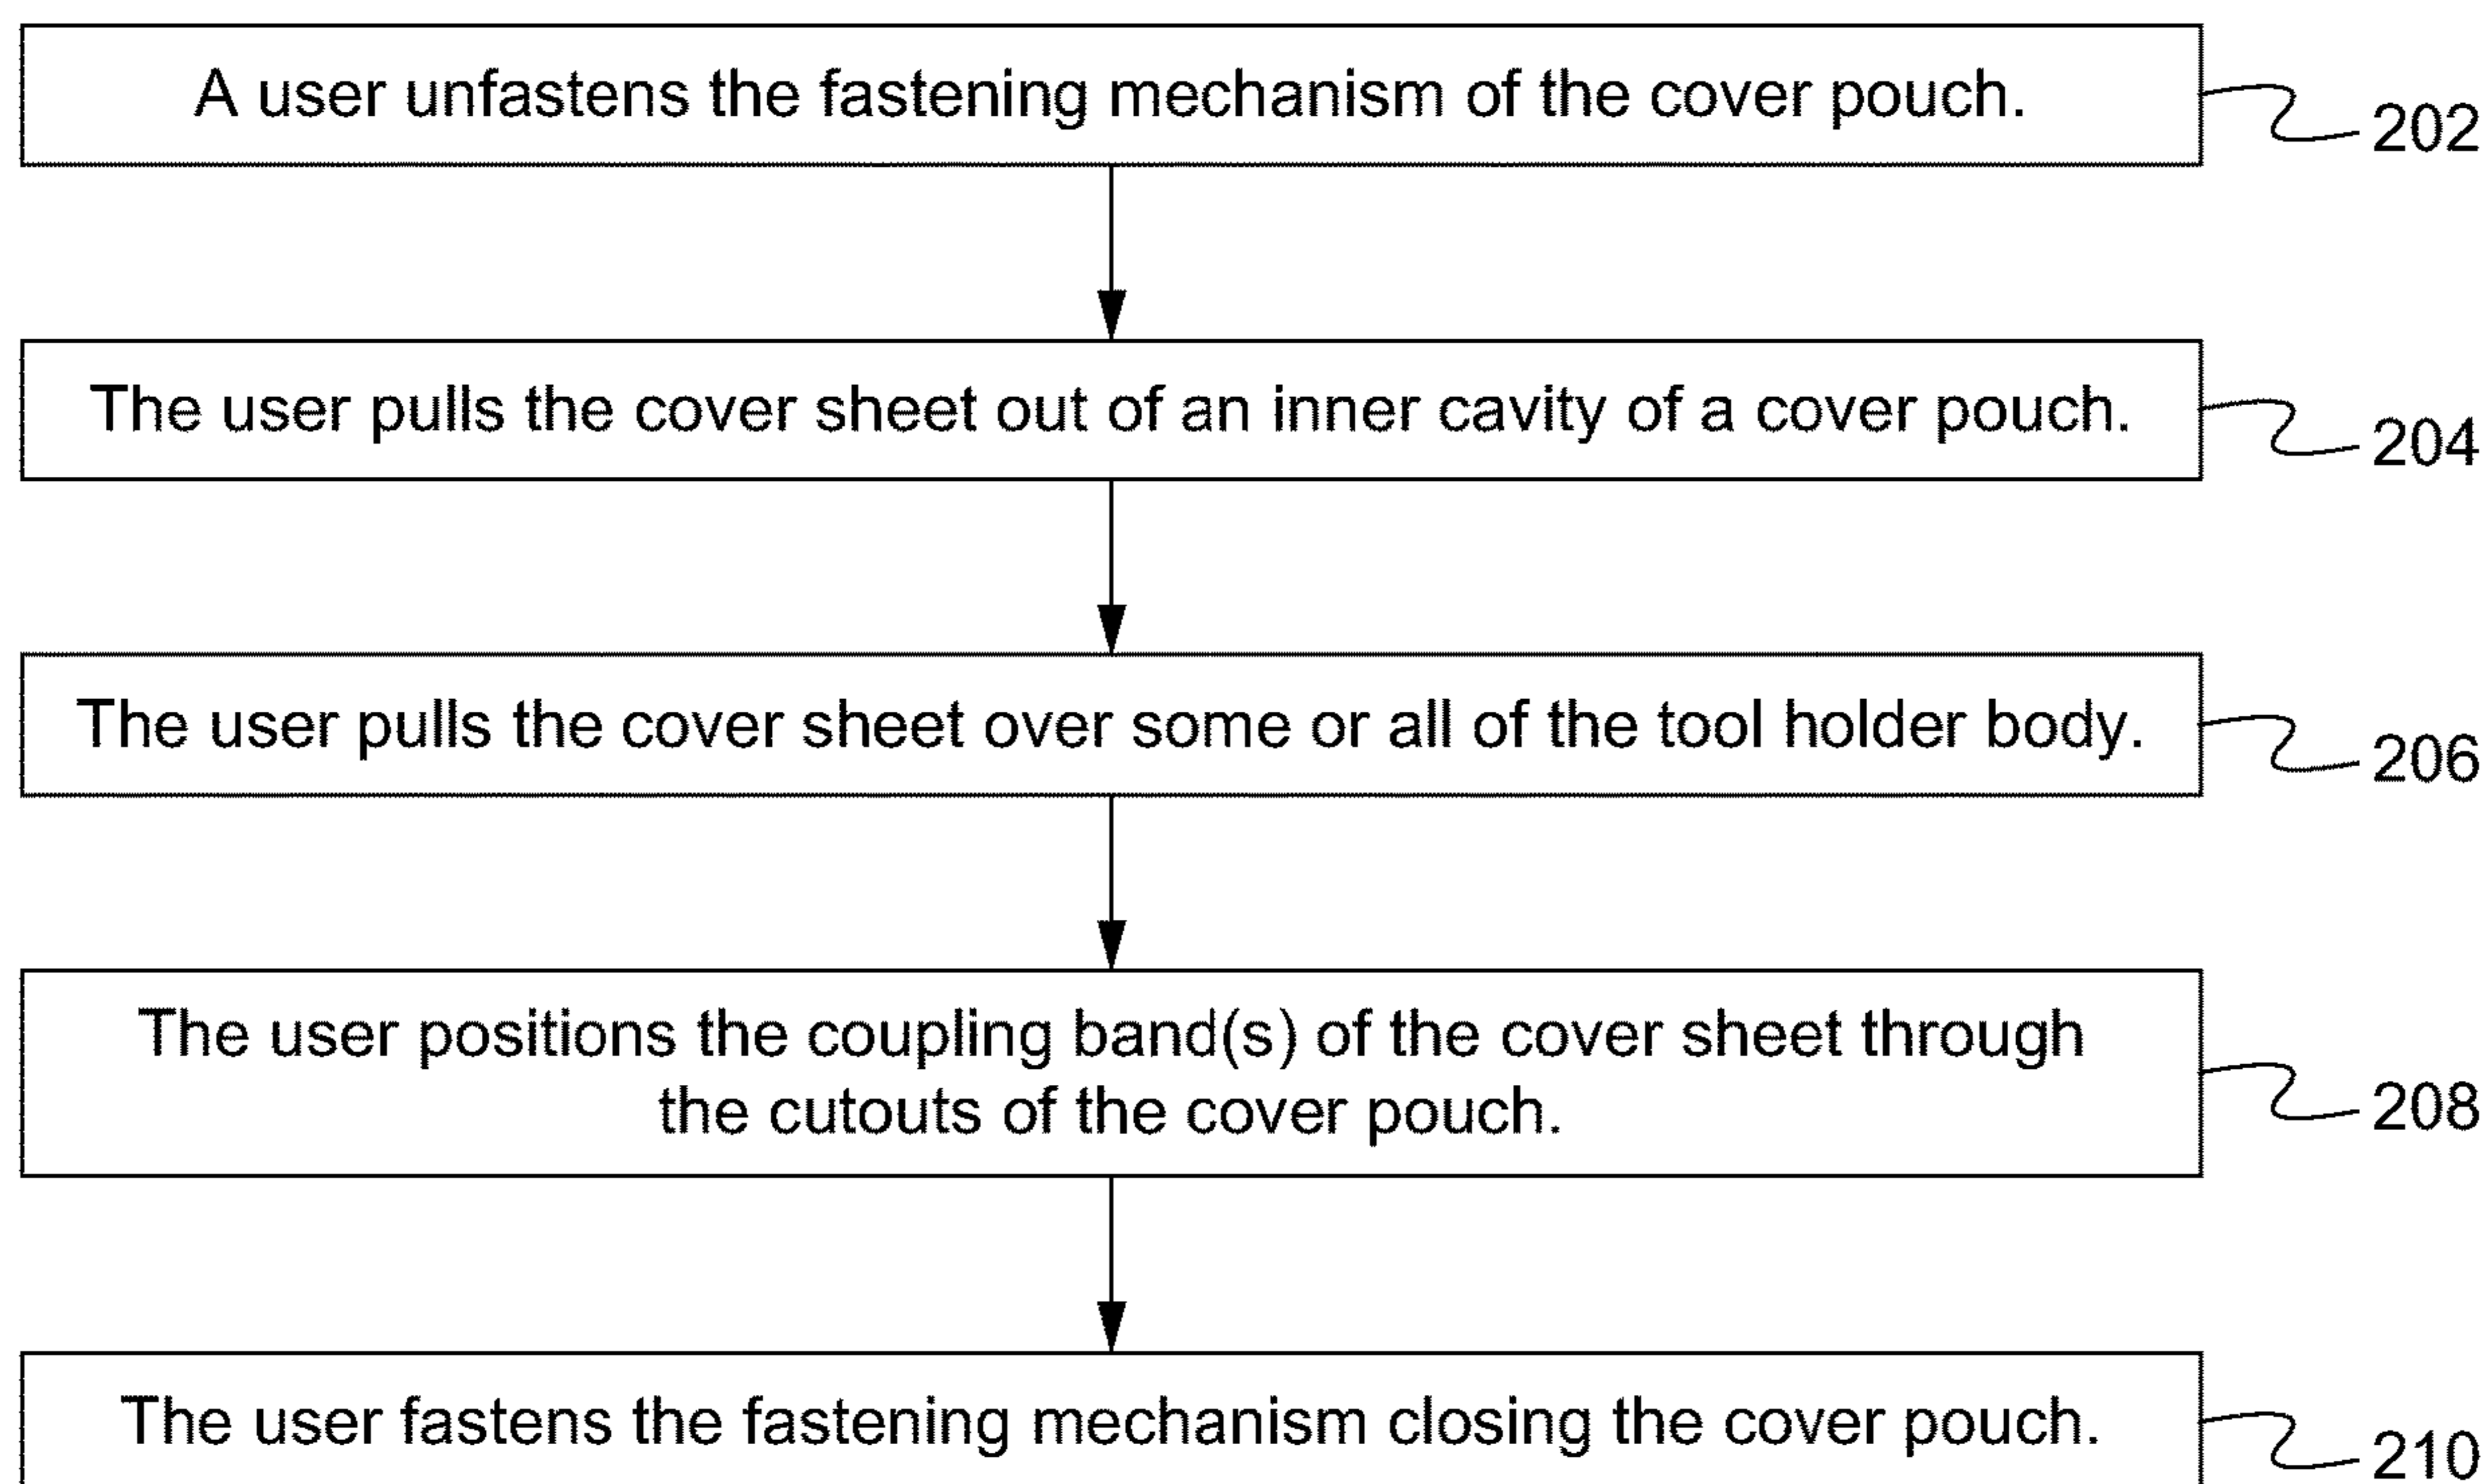 A user unfastens the fastening mechanism of the cover pouch.
202
The user pulls the cover sheet out of an inner cavity of a cover pouch.
204
The user pulls the cover sheet over some or all of the tool holder body.
206
The user positions the coupling band(s) of the cover sheet through
the cutouts of the cover pouch.
208
The user fastens the fastening mechanism closing the cover pouch.
210